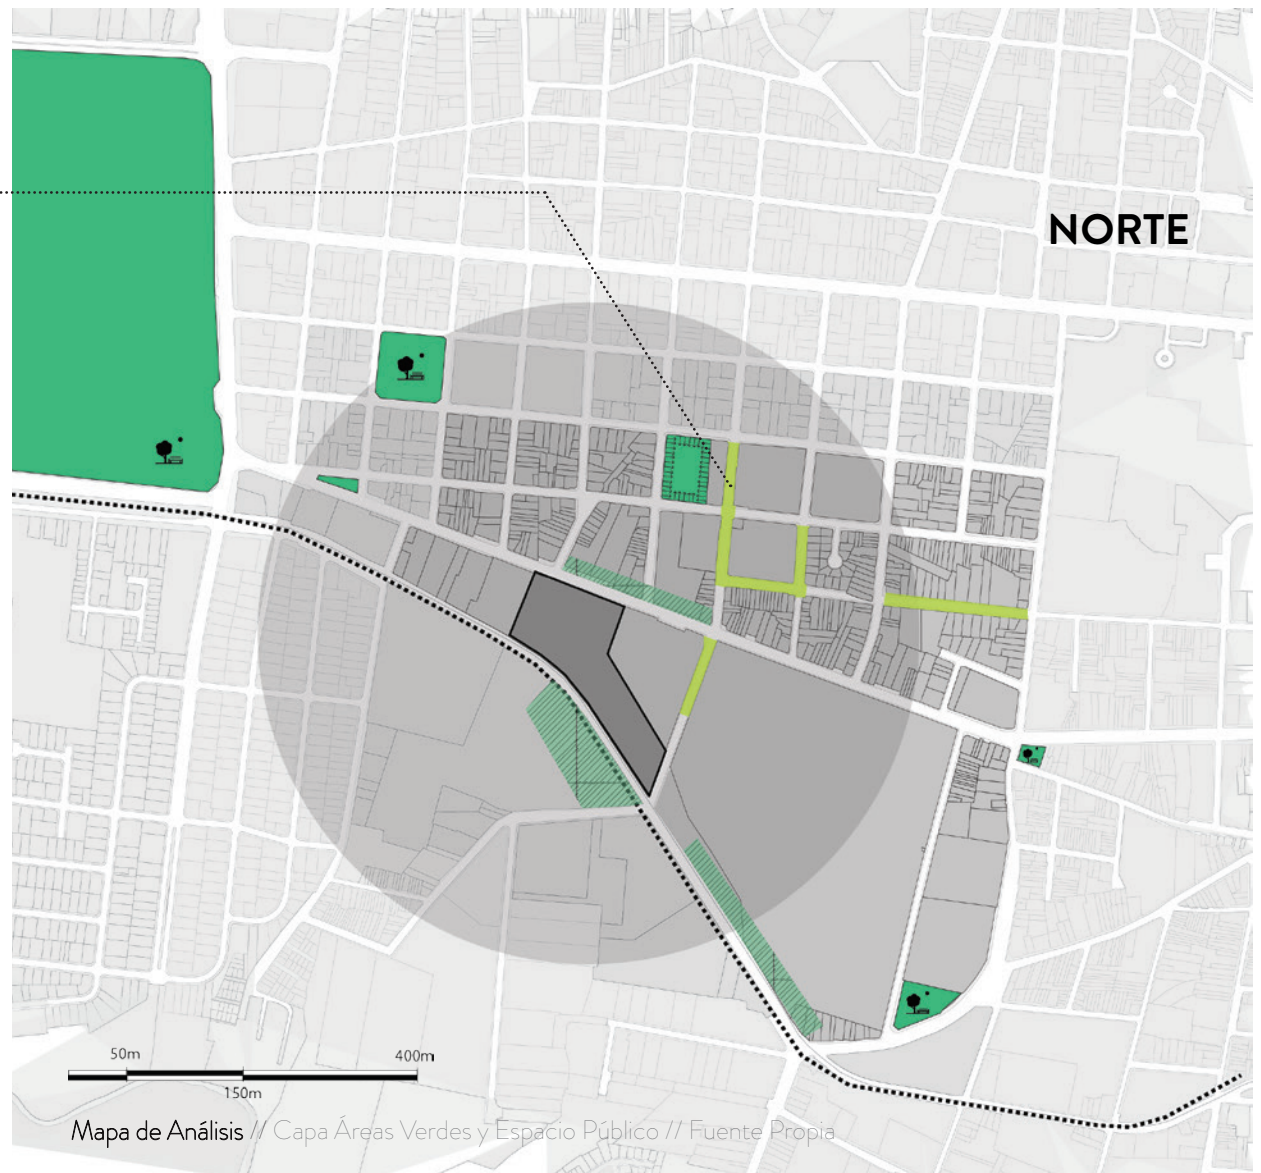 NORTE
50m
400m
150m
Mapa de Análisis // Capa Áreas Verdes y Espacio Público // Fuente Propia